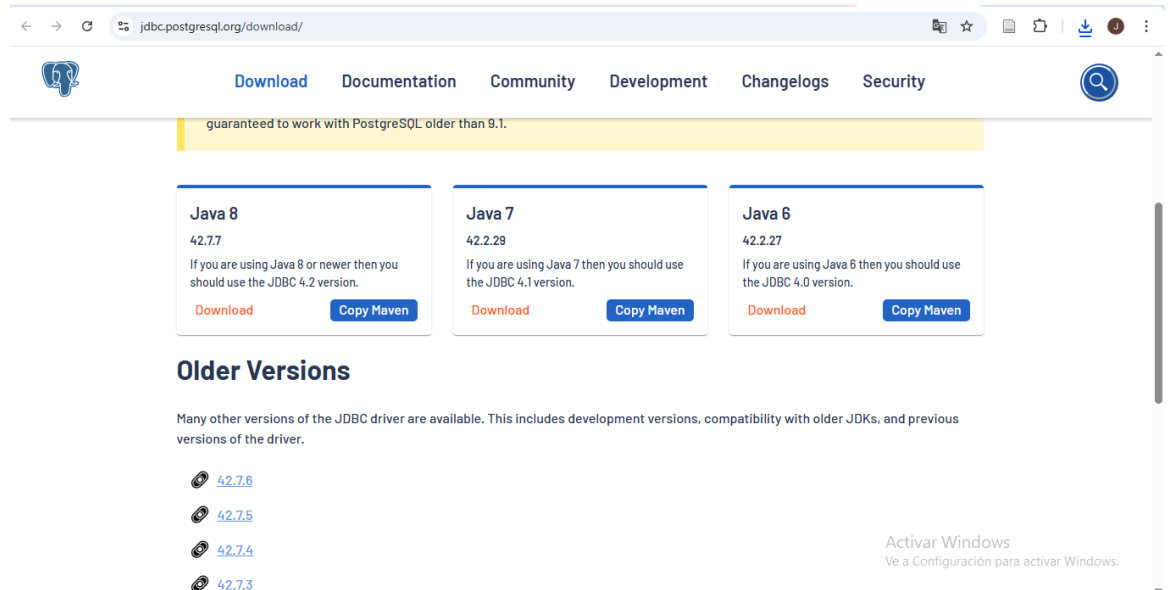 jdbc.postgresql.org/download/
J
Download Documentation Community Development Changelogs Security
guaranteed to work with PostgreSQL older than 9.1.
Java 8
42.7.7
If you are using Java 8 or newer then you
should use the JDBC 4.2 version.
Download Copy Maven
Java 7
42.2.29
If you are using Java 7 then you should use
the JDBC 4.1 version.
Download Copy Maven
Java 6
42.2.27
If you are using Java 6 then you should use
the JDBC 4.0 version.
Download Copy Maven
Older Versions
Many other versions of the JDBC driver are available. This includes development versions, compatibility with older JDKs, and previous
versions of the driver.
42.7.6
42.7.5
42.7.4
42.7.3
Activar Windows
Ve a Configuración para activar Windows.